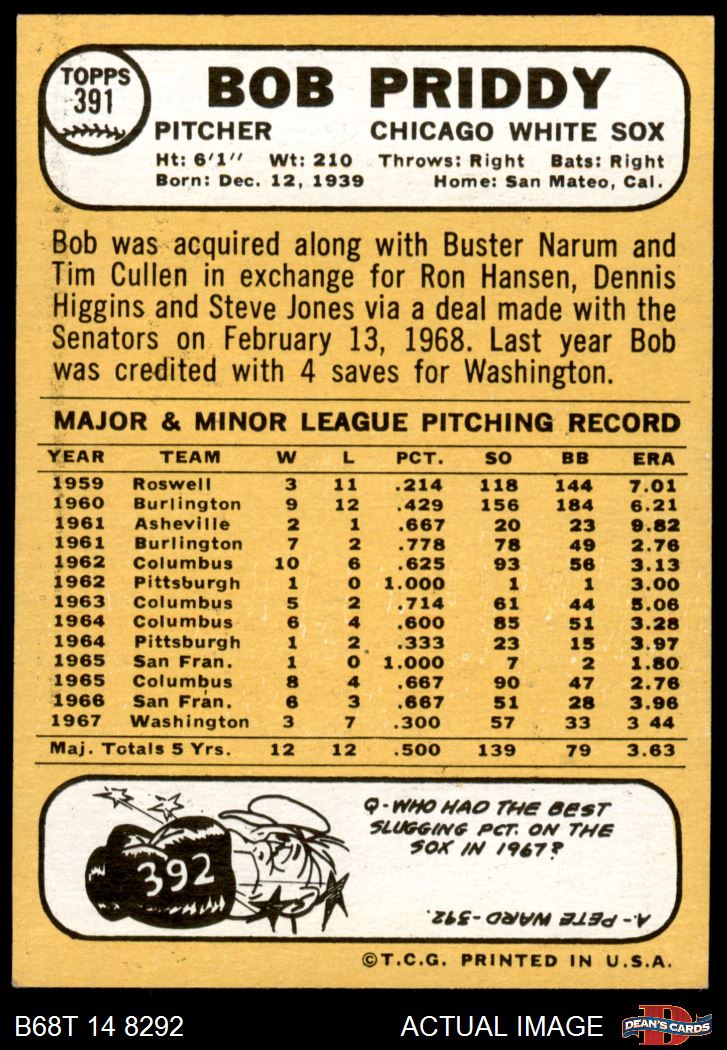 TOPPS
391
BOB PRIDDY
PITCHER CHICAGO WHITE SOX
Ht: 6'1" Wt: 210 Throws: Right Bats: Right
Born: Dec. 12, 1939 Home: San Mateo, Cal.
Bob was acquired along with Buster Narum and
Tim Cullen in exchange for Ron Hansen, Dennis
Higgins and Steve Jones via a deal made with the
Senators on February 13, 1968. Last year Bob
was credited with 4 saves for Washington.
MAJOR & MINOR LEAGUE PITCHING RECORD
YEAR TEAM W L PCT. SO BB ERA
1959 Roswell 3 11 .214 118 144 7.01
1960 Burlington 9 12 .429 156 184 6.21
1961 Asheville 2 1 .667 20 23 9.82
1961 Burlington 7 2 .778 78 49 2.76
1962 Columbus 10 6 .625 93 56 3.13
1962 Pittsburgh 1 0 1.000 1 1 3.00
1963 Columbus 5 2 .714 61 44 5.06
1964 Columbus 6 4 .600 85 51 3.28
1964 Pittsburgh 1 2 .333 23 15 3.97
1965 San Fran. 1 0 1.000 7 2 1.80
1965 Columbus 8 4 .667 90 47 2.76
1966 San Fran. 6 3 .667 51 28 3.96
1967 Washington 3 7 .300 57 33 3 44
Maj. Totals 5 Yrs. 12 12 .500 139 79 3.63
392
Q-WHO HAD THE BEST
SLUGGING PCT. ON THE
SOX IN 1967?
A.-PETE WARD-392.
©T.C.G. PRINTED IN U.S.A.
B68T 14 8292 ACTUAL IMAGE
D
DEAN'S CARDS